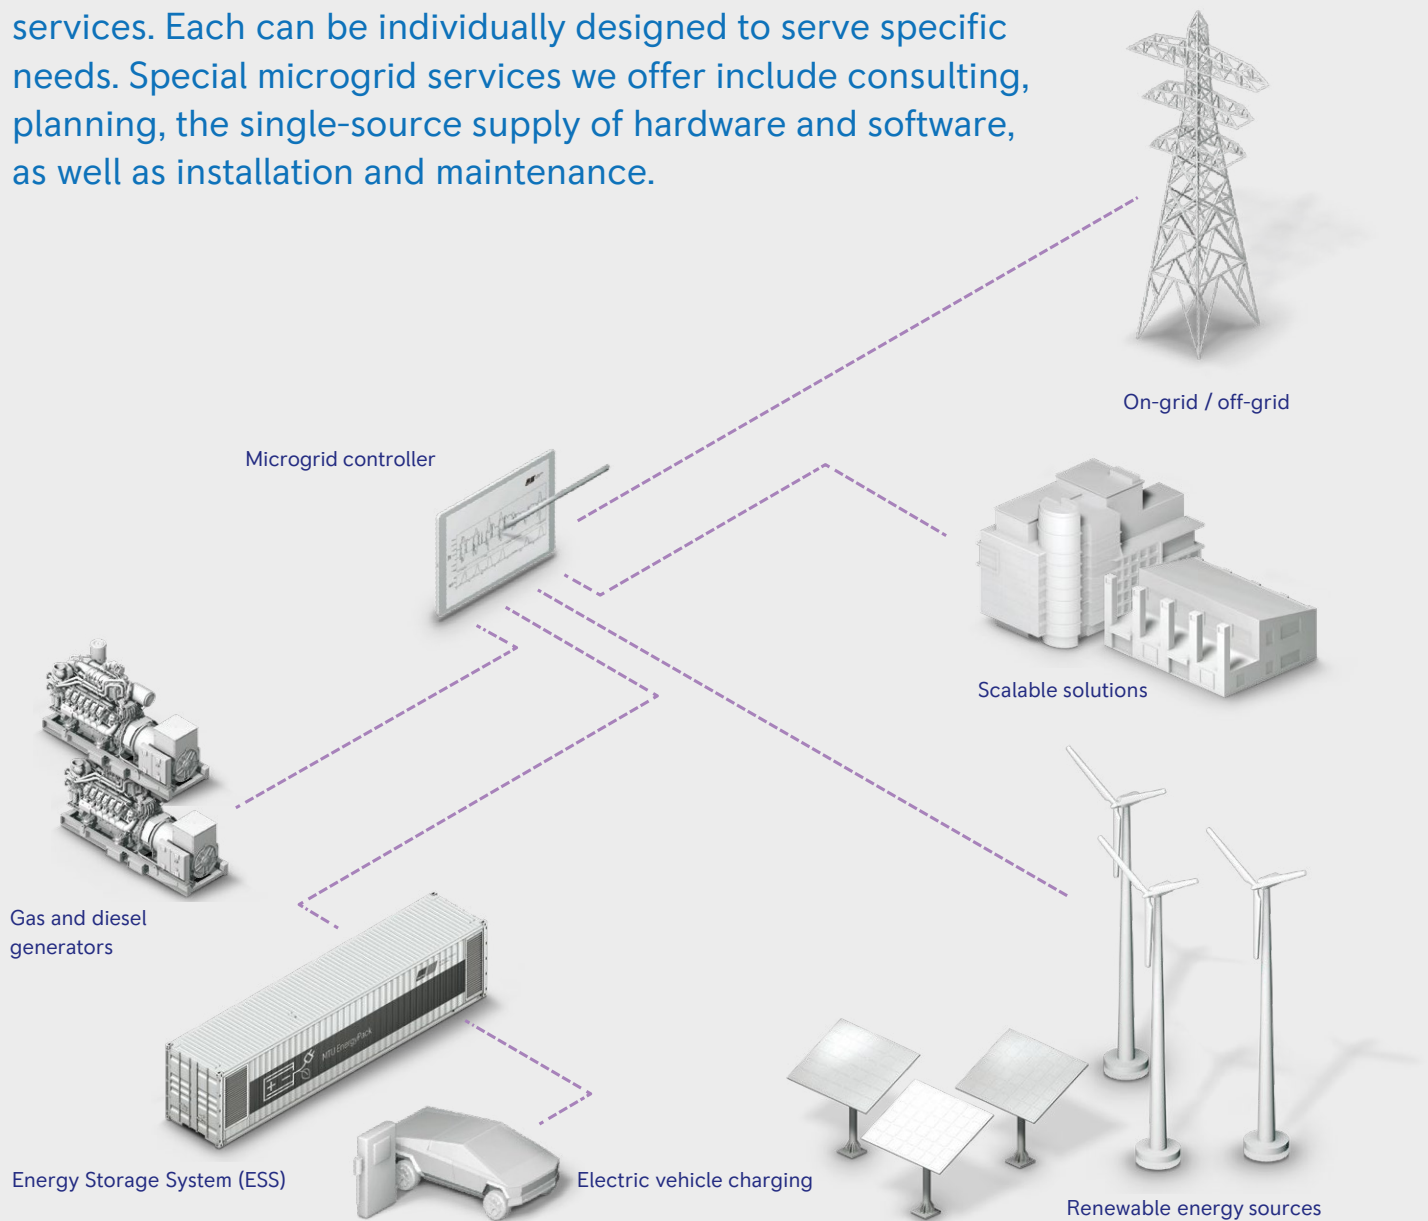 services. Each can be individually designed to serve specific
needs. Special microgrid services we offer include consulting,
planning, the single-source supply of hardware and software,
as well as installation and maintenance.
On-grid / off-grid
Microgrid controller
Scalable solutions
Gas and diesel
generators
MTU EnergyPack
Energy Storage System (ESS)
Electric vehicle charging
Renewable energy sources